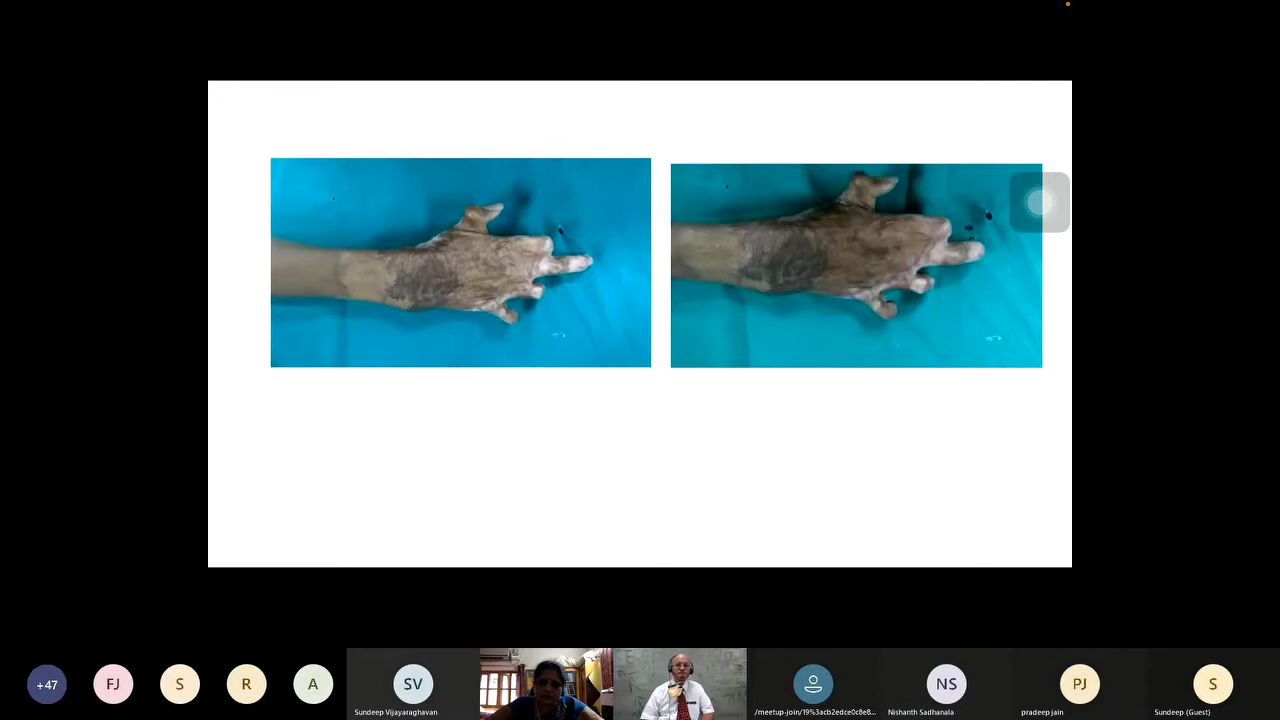 +47
FJ
S
R
A
SV
Sundeep Vijayaraghavan
/meetup-join/19%3acb2edce0c8e8...
NS
Nishanth Sadhanala
PJ
pradeep jain
S
Sundeep (Guest)